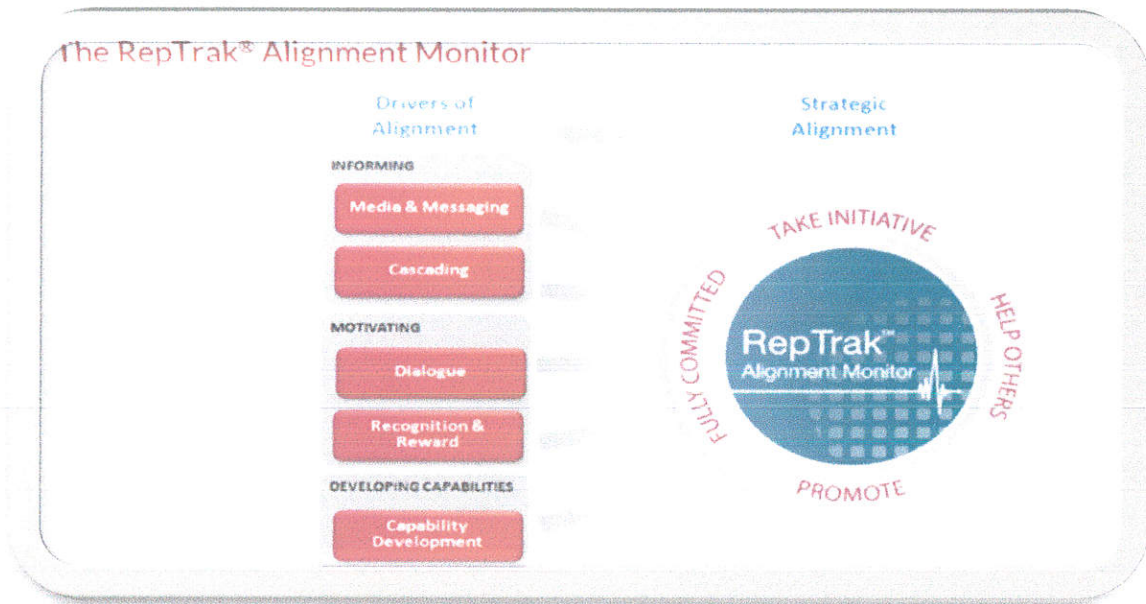 The RepTrak® Alignment Monitor
Drivers of
Alignment
INFORMING
Media & Messaging
Cascading
MOTIVATING
Dialogue
Recognition &
Reward
DEVELOPING CAPABILITIES
Capability
Development
Strategic
Alignment
TAKE INITIATIVE
FULLY COMMITTED
HELP OTHERS
RepTrak™
Alignment Monitor
PROMOTE